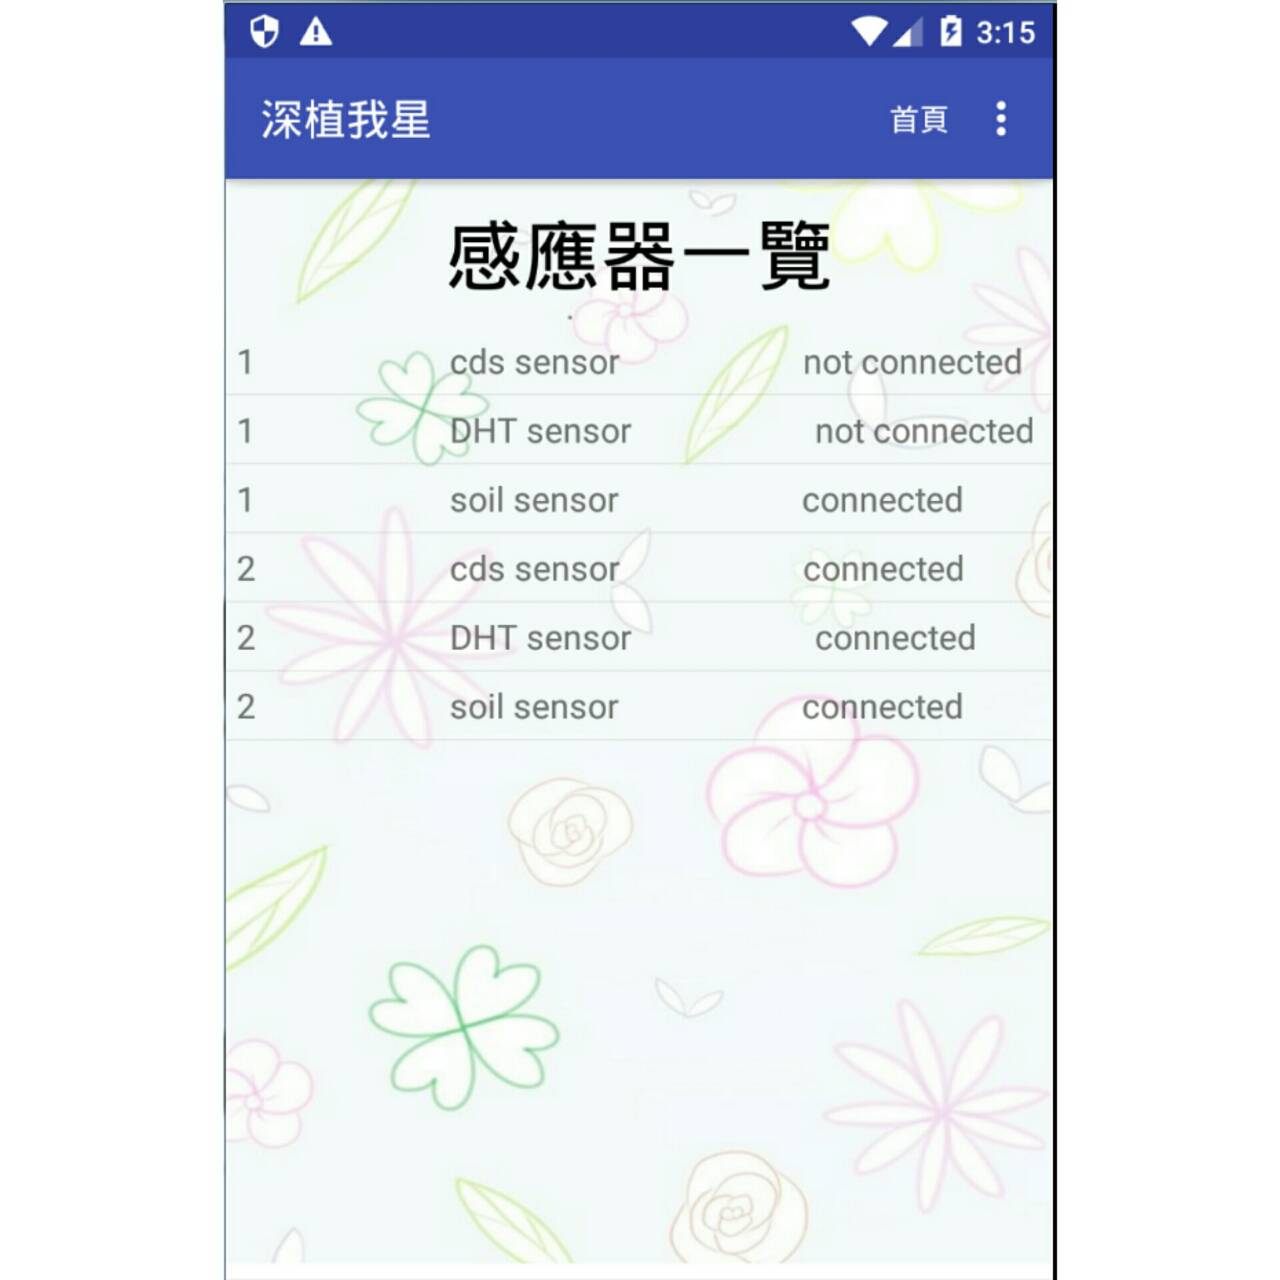 3:15
深植我星 首頁
感應器一覽
1 cds sensor not connected
1 DHT sensor not connected
1 soil sensor connected
2 cds sensor connected
2 DHT sensor connected
2 soil sensor connected